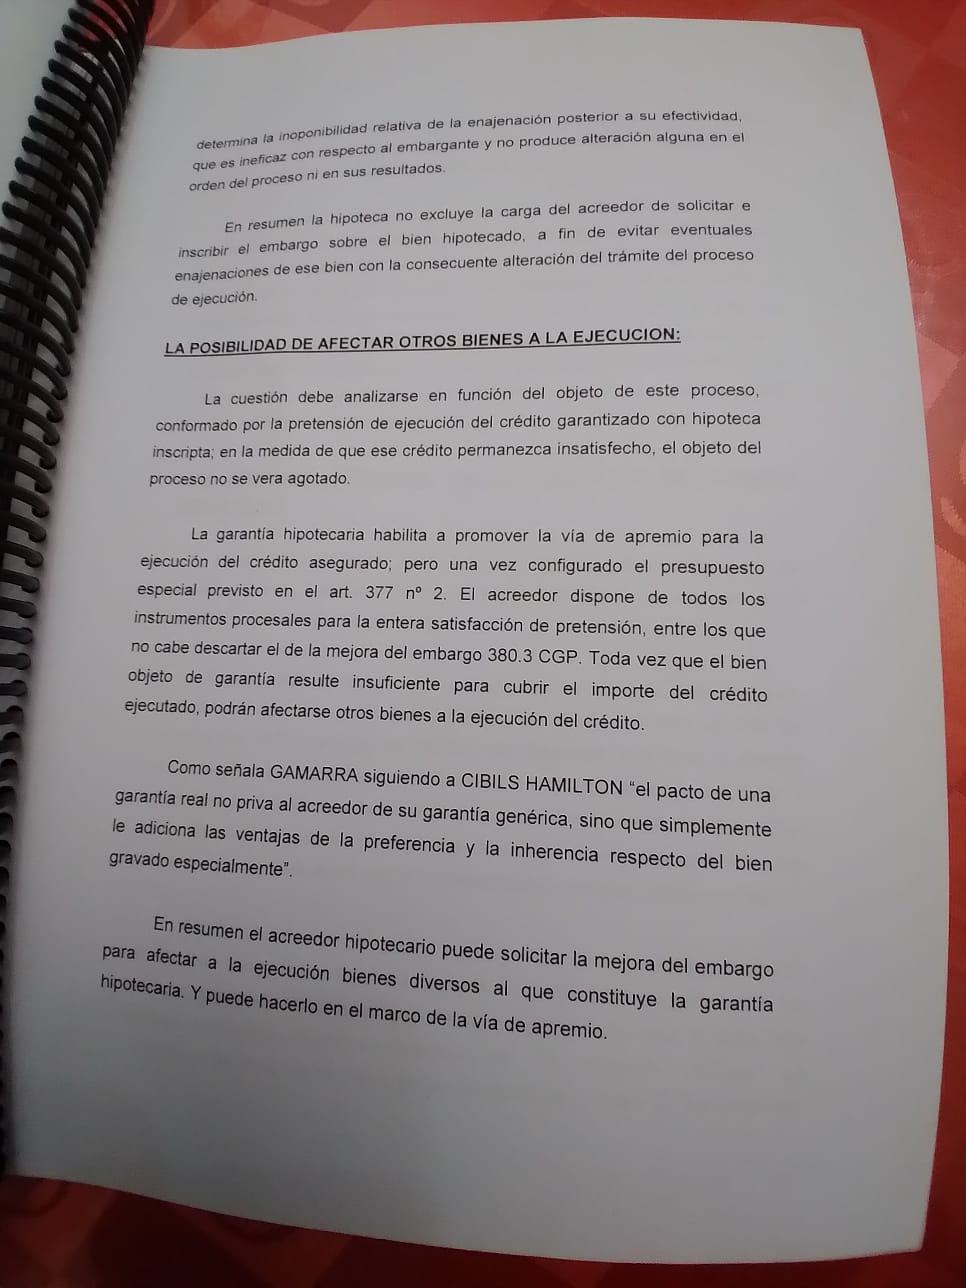 determina la inoponibilidad relativa de la enajenación posterior a su efectividad,
que es ineficaz con respecto al embargante y no produce alteración alguna en el
orden del proceso ni en sus resultados.
En resumen la hipoteca no excluye la carga del acreedor de solicitar e
inscribir el embargo sobre el bien hipotecado, a fin de evitar eventuales
enajenaciones de ese bien con la consecuente alteración del trámite del proceso
de ejecución.
LA POSIBILIDAD DE AFECTAR OTROS BIENES A LA EJECUCION:
La cuestión debe analizarse en función del objeto de este proceso,
conformado por la pretensión de ejecución del crédito garantizado con hipoteca
inscripta; en la medida de que ese crédito permanezca insatisfecho, el objeto del
proceso no se vera agotado.
La garantía hipotecaria habilita a promover la vía de apremio para la
ejecución del crédito asegurado; pero una vez configurado el presupuesto
especial previsto en el art. 377 nº 2. El acreedor dispone de todos los
instrumentos procesales para la entera satisfacción de pretensión, entre los que
no cabe descartar el de la mejora del embargo 380.3 CGP. Toda vez que el bien
objeto de garantía resulte insuficiente para cubrir el importe del crédito
ejecutado, podrán afectarse otros bienes a la ejecución del crédito.
Como señala GAMARRA siguiendo a CIBILS HAMILTON “el pacto de una
garantía real no priva al acreedor de su garantía genérica, sino que simplemente
le adiciona las ventajas de la preferencia y la inherencia respecto del bien
gravado especialmente”.
En resumen el acreedor hipotecario puede solicitar la mejora del embargo
para afectar a la ejecución bienes diversos al que constituye la garantía
hipotecaria. Y puede hacerlo en el marco de la vía de apremio.